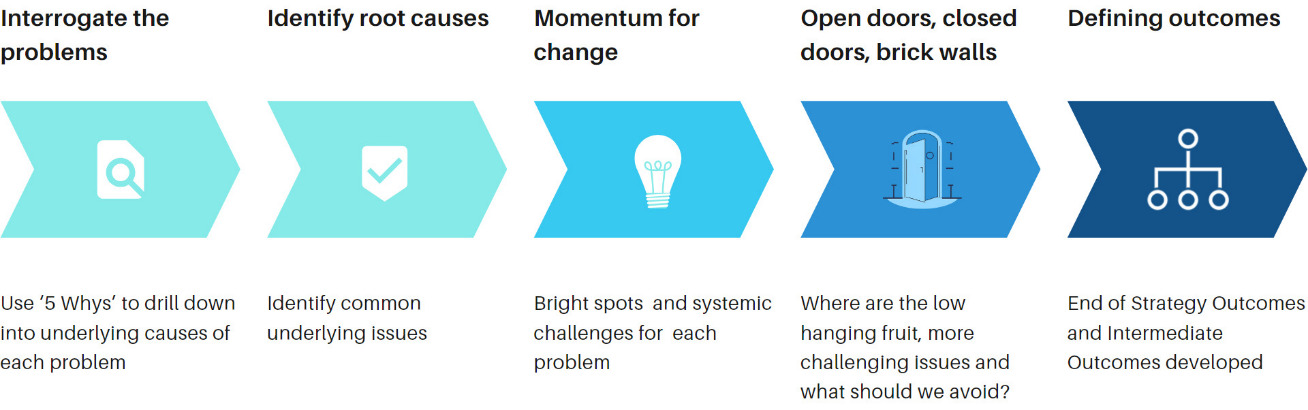 Interrogate the
problems
Identify root causes
Momentum for
change
Open doors, closed
doors, brick walls
Defining outcomes
Use ’5 Whys’ to drill down
into underlying causes of
each problem
Identify common
underlying issues
Bright spots and systemic
challenges for each
problem
Where are the low
hanging fruit, more
challenging issues and
what should we avoid?
End of Strategy Outcomes
and Intermediate
Outcomes developed